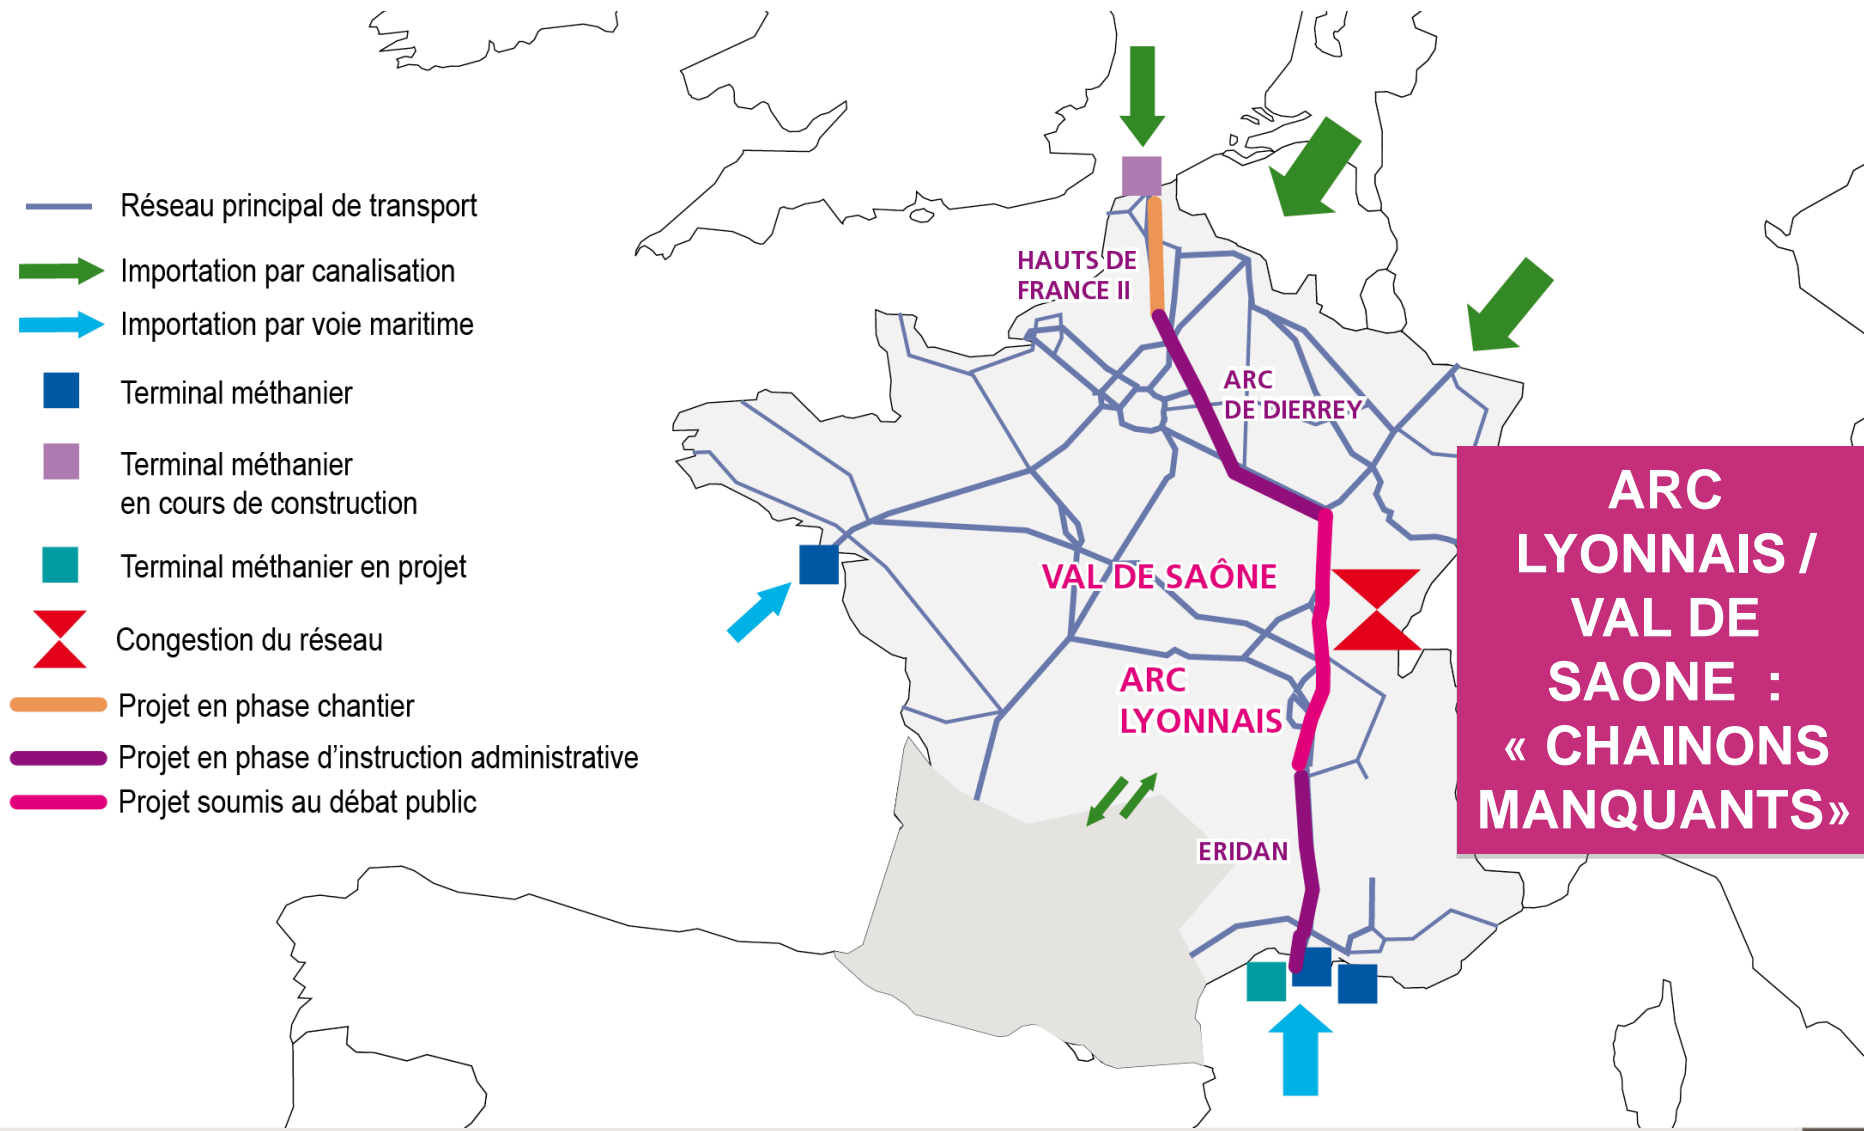 Réseau principal de transport
Importation par canalisation
Importation par voie maritime
Terminal méthanier
Terminal méthanier
en cours de construction
Terminal méthanier en projet
Congestion du réseau
Projet en phase chantier
Projet en phase d'instruction administrative
Projet soumis au débat public
HAUTS DE
FRANCE II
ARC
DE DIERREY
VAL DE SAÔNE
ARC
LYONNAIS
ERIDAN
ARC
LYONNAIS /
VAL DE
SAONE :
« CHAINONS
MANQUANTS»